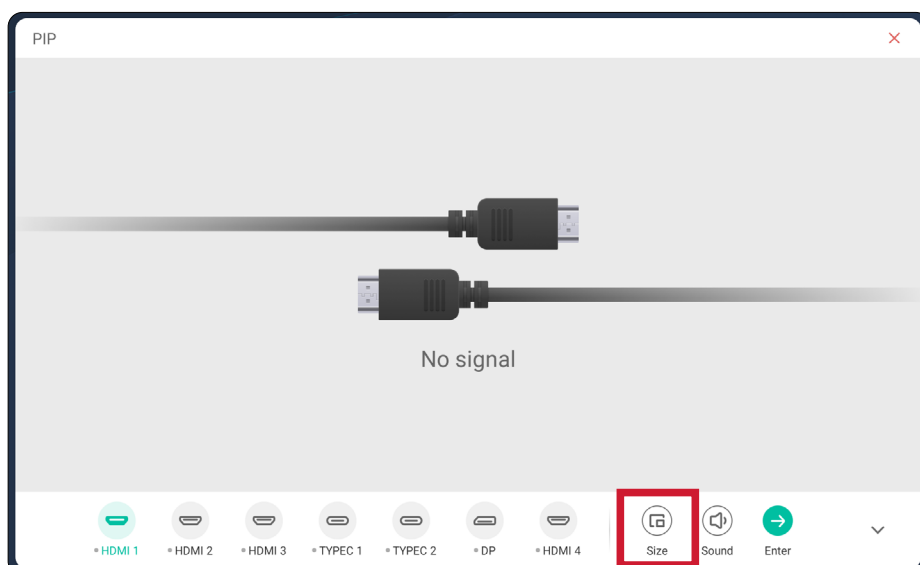 PIP
No signal
HDMI 1
HDMI 2
HDMI 3
TYPEC 1
TYPEC 2
DP
HDMI 4
Size
Sound
Enter